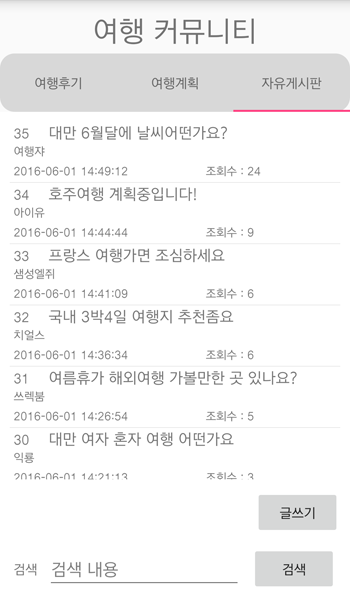 여행 커뮤니티
여행후기 여행계획 자유게시판
35 대만 6월달에 날씨어떤가요?
여행쟈
2016-06-01 14:49:12 조회수 : 24
34 호주여행 계획중입니다!
아이유
2016-06-01 14:44:44 조회수 : 9
33 프랑스 여행가면 조심하세요
샘성엘쥐
2016-06-01 14:41:09 조회수 : 6
32 국내 3박4일 여행지 추천좀요
치얼스
2016-06-01 14:36:34 조회수 : 6
31 여름휴가 해외여행 가볼만한 곳 있나요?
쓰렉붐
2016-06-01 14:26:54 조회수 : 5
30 대만 여자 혼자 여행 어떤가요
익룡
2016-06-01 14:21:13 조회수 : 3
글쓰기
검색 검색 내용 검색